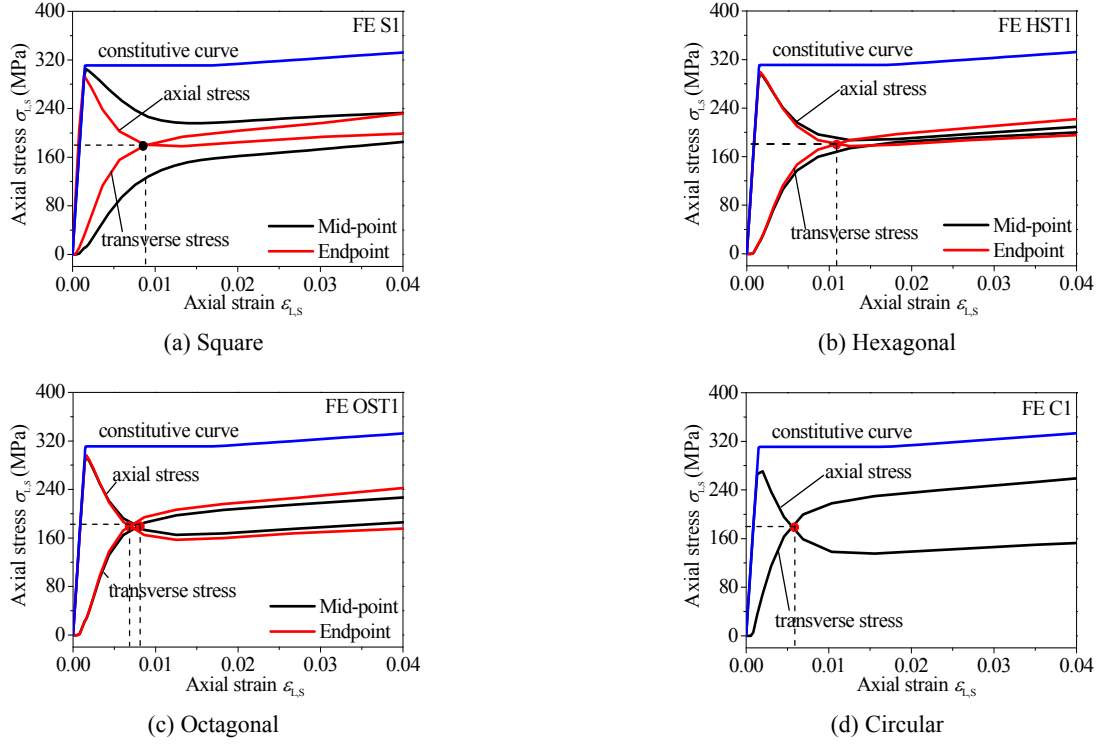 FE S1
Axial stress σL,S (MPa)
400
320
240
160
80
0
constitutive curve
axial stress
transverse stress
Mid-point
Endpoint
0.00 0.01 0.02 0.03 0.04
Axial strain εL,S
(a) Square
FE HST1
Axial stress σL,S (MPa)
400
320
240
160
80
0
constitutive curve
axial stress
transverse stress
Mid-point
Endpoint
0.00 0.01 0.02 0.03 0.04
Axial strain εL,S
(b) Hexagonal
FE OST1
Axial stress σL,S (MPa)
400
320
240
160
80
0
constitutive curve
axial stress
transverse stress
Mid-point
Endpoint
0.00 0.01 0.02 0.03 0.04
Axial strain εL,S
(c) Octagonal
FE C1
Axial stress σL,S (MPa)
400
320
240
160
80
0
constitutive curve
axial stress
transverse stress
0.00 0.01 0.02 0.03 0.04
Axial strain εL,S
(d) Circular